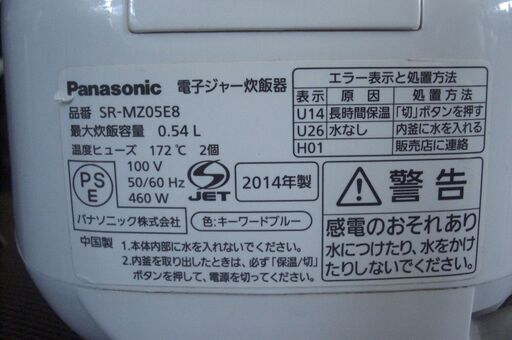 Panasonic 電子ジャー炊飯器
品番 SR-MZ05E8
最大炊飯容量 0.54 L
温度ヒューズ 172℃ 2個
PS
E
100 V
50/60 Hz
460 W
S
JET
2014年製
パナソニック株式会社
色:キーワードブルー
中国製
1.本体内部に水を入れないでください。
2.内釜を取り出したときは、必ず「保温/切」
ボタンを押して、電源を切ってください。
エラー表示と処置方法
表示 原因 処置方法
U14 長時間保温 「切」ボタンを押す
U26 水なし 内釜に水を入れる
H01 販売店に連絡
警告
感電のおそれあり
水につけたり、水をかけ
たりしないでください。